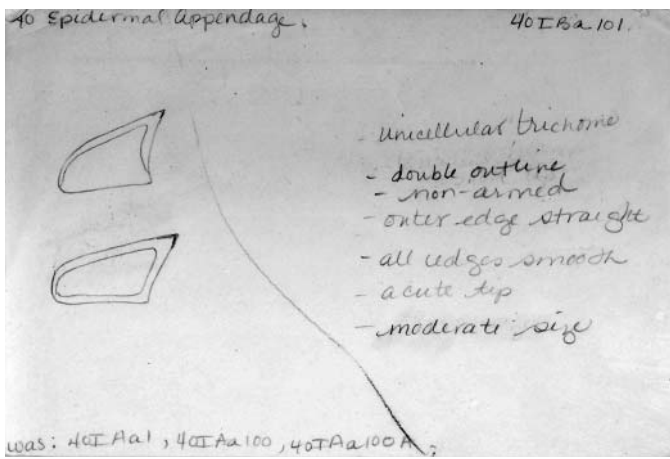 40 Epidermal Appendage.
40IBa101.
- unicellular trichome
- double outline
- non-armed
- outer edge straight
- all edges smooth
- acute tip
- moderate size
was: 40IAa1, 40IAa100, 40IAa100A;